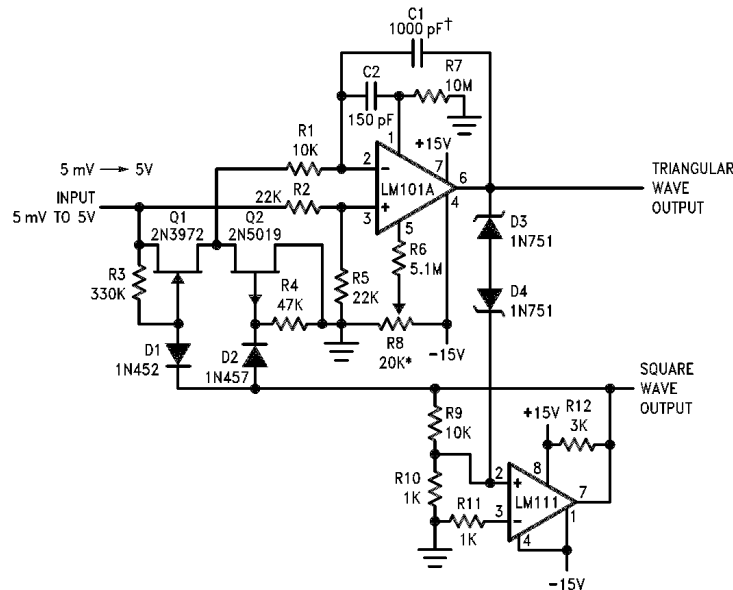 C1
1000 pF†
C2
150 pF
R7
10M
R1
10K
5 mV → 5V
INPUT
5 mV TO 5V
22K
R2
+15V
1
2
3
4
5
6
7
−
+
LM101A
TRIANGULAR
WAVE
OUTPUT
Q1
2N3972
Q2
2N5019
R3
330K
R4
47K
R5
22K
R6
5.1M
R8
20K*
-15V
D3
1N751
D4
1N751
D1
1N452
D2
1N457
SQUARE
WAVE
OUTPUT
R9
10K
R10
1K
R11
1K
+15V
R12
3K
2
+
3
−
8
7
1
4
LM111
-15V